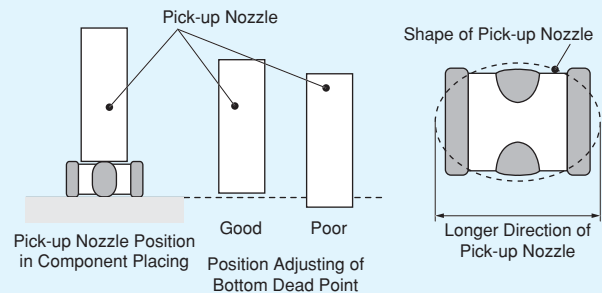 Pick-up Nozzle
Shape of Pick-up Nozzle
Good
Poor
Pick-up Nozzle Position
in Component Placing
Position Adjusting of
Bottom Dead Point
Longer Direction of
Pick-up Nozzle